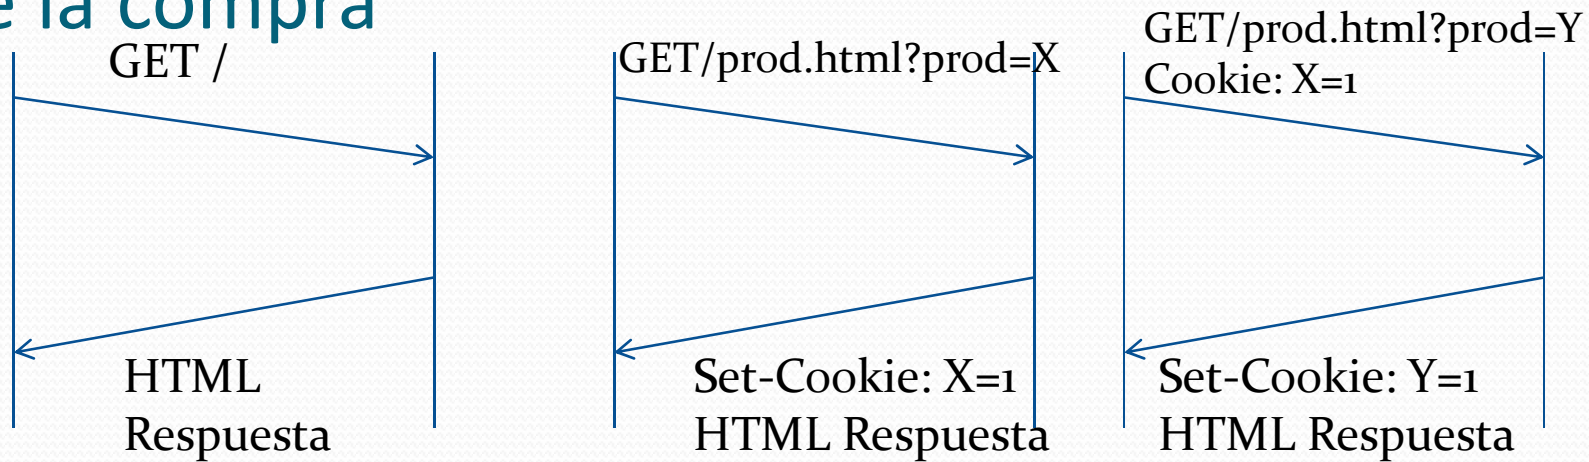 e la compra
GET /
HTML
Respuesta
GET/prod.html?prod=X
Set-Cookie: X=1
HTML Respuesta
GET/prod.html?prod=Y
Cookie: X=1
Set-Cookie: Y=1
HTML Respuesta